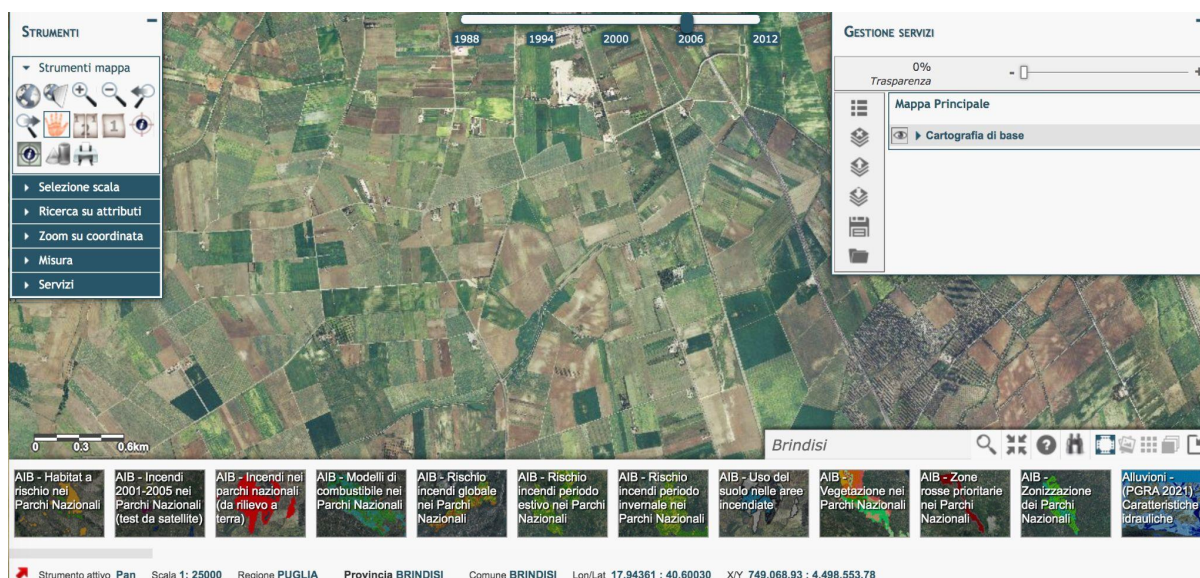 STRUMENTI
Strumenti mappa
Selezione scala
Ricerca su attributi
Zoom su coordinata
Misura
Servizi
1988
1994
2000
2006
2012
GESTIONE SERVIZI
0%
Trasparenza
- +
Mappa Principale
Cartografia di base
0 0.3 0.6km
Brindisi
AIB - Habitat a
rischio nei
Parchi Nazionali
AIB - Incendi
2001-2005 nei
Parchi Nazionali
(test da satellite)
AIB - Incendi nei
parchi nazionali
(da rilievo a
terra)
AIB - Modelli di
combustibile nei
Parchi Nazionali
AIB - Rischio
incendi globale
nei Parchi
Nazionali
AIB - Rischio
incendi periodo
estivo nei Parchi
Nazionali
AIB - Rischio
incendi periodo
invernale nei
Parchi Nazionali
AIB - Uso del
suolo nelle aree
incendiate
AIB -
Vegetazione nei
Parchi Nazionali
AIB - Zone
rosse prioritarie
nei Parchi
Nazionali
AIB -
Zonizzazione
dei Parchi
Nazionali
Alluvioni -
(PGRA 2021)
Caratteristiche
idrauliche
Strumento attivo Pan Scala 1: 25000 Regione PUGLIA Provincia BRINDISI Comune BRINDISI Lon/Lat 17.94361 : 40.60030 X/Y 749,068.93 : 4,498,553.78